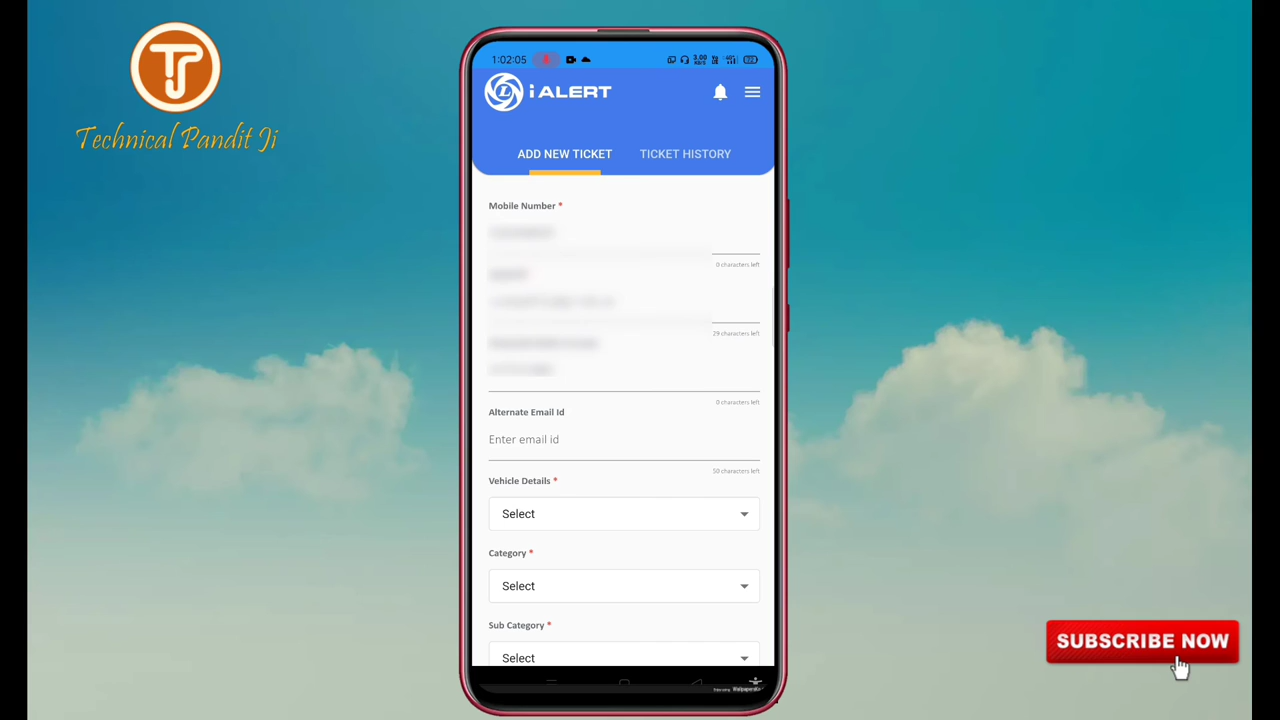 Technical Pandit Ji
1:02:05
i ALERT
ADD NEW TICKET
TICKET HISTORY
Mobile Number *
0 characters left
29 characters left
0 characters left
Alternate Email Id
Enter email id
50 characters left
Vehicle Details *
Select
Category *
Select
Sub Category *
Select
SUBSCRIBE NOW